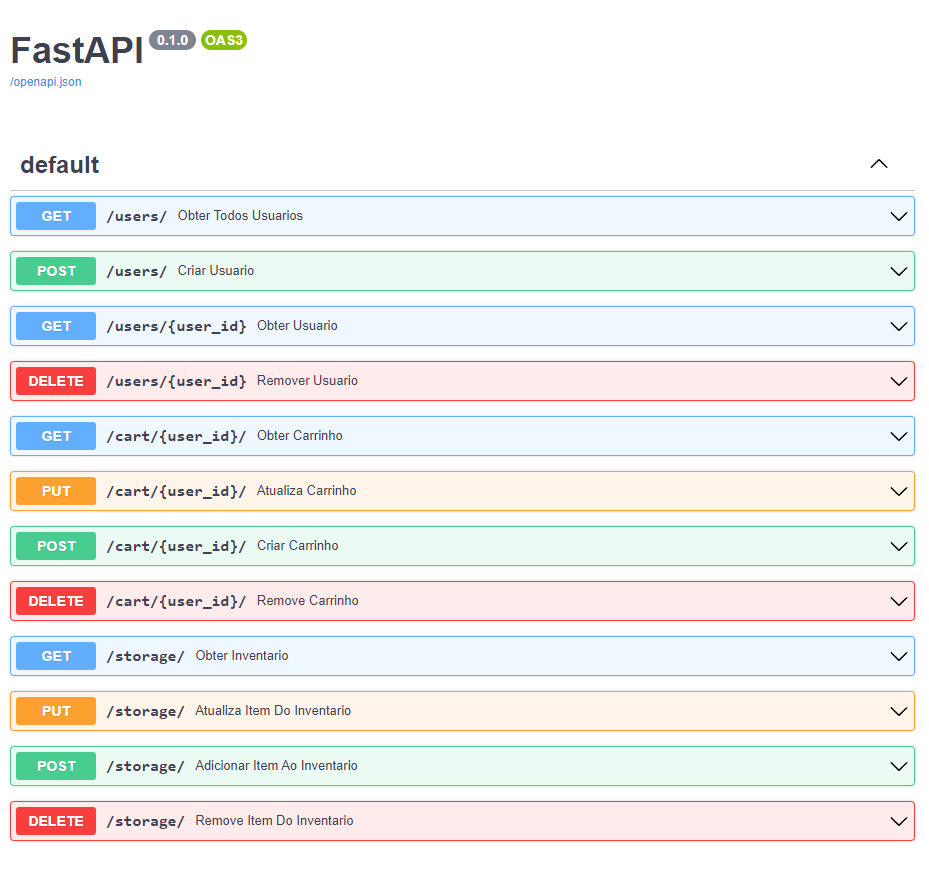 FastAPI 0.1.0 OAS3
/openapi.json
default
GET /users/ Obter Todos Usuarios
POST /users/ Criar Usuario
GET /users/{user_id} Obter Usuario
DELETE /users/{user_id} Remover Usuario
GET /cart/{user_id}/ Obter Carrinho
PUT /cart/{user_id}/ Atualiza Carrinho
POST /cart/{user_id}/ Criar Carrinho
DELETE /cart/{user_id}/ Remove Carrinho
GET /storage/ Obter Inventario
PUT /storage/ Atualiza Item Do Inventario
POST /storage/ Adicionar Item Ao Inventario
DELETE /storage/ Remove Item Do Inventario